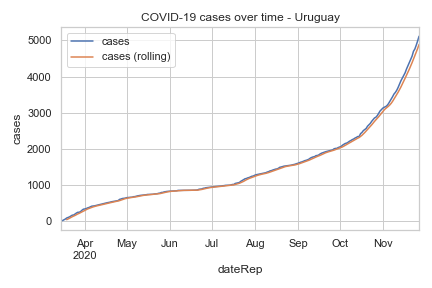 COVID-19 cases over time - Uruguay
cases
cases (rolling)
5000
4000
3000
2000
1000
0
cases
Apr May Jun Jul Aug Sep Oct Nov
2020
dateRep